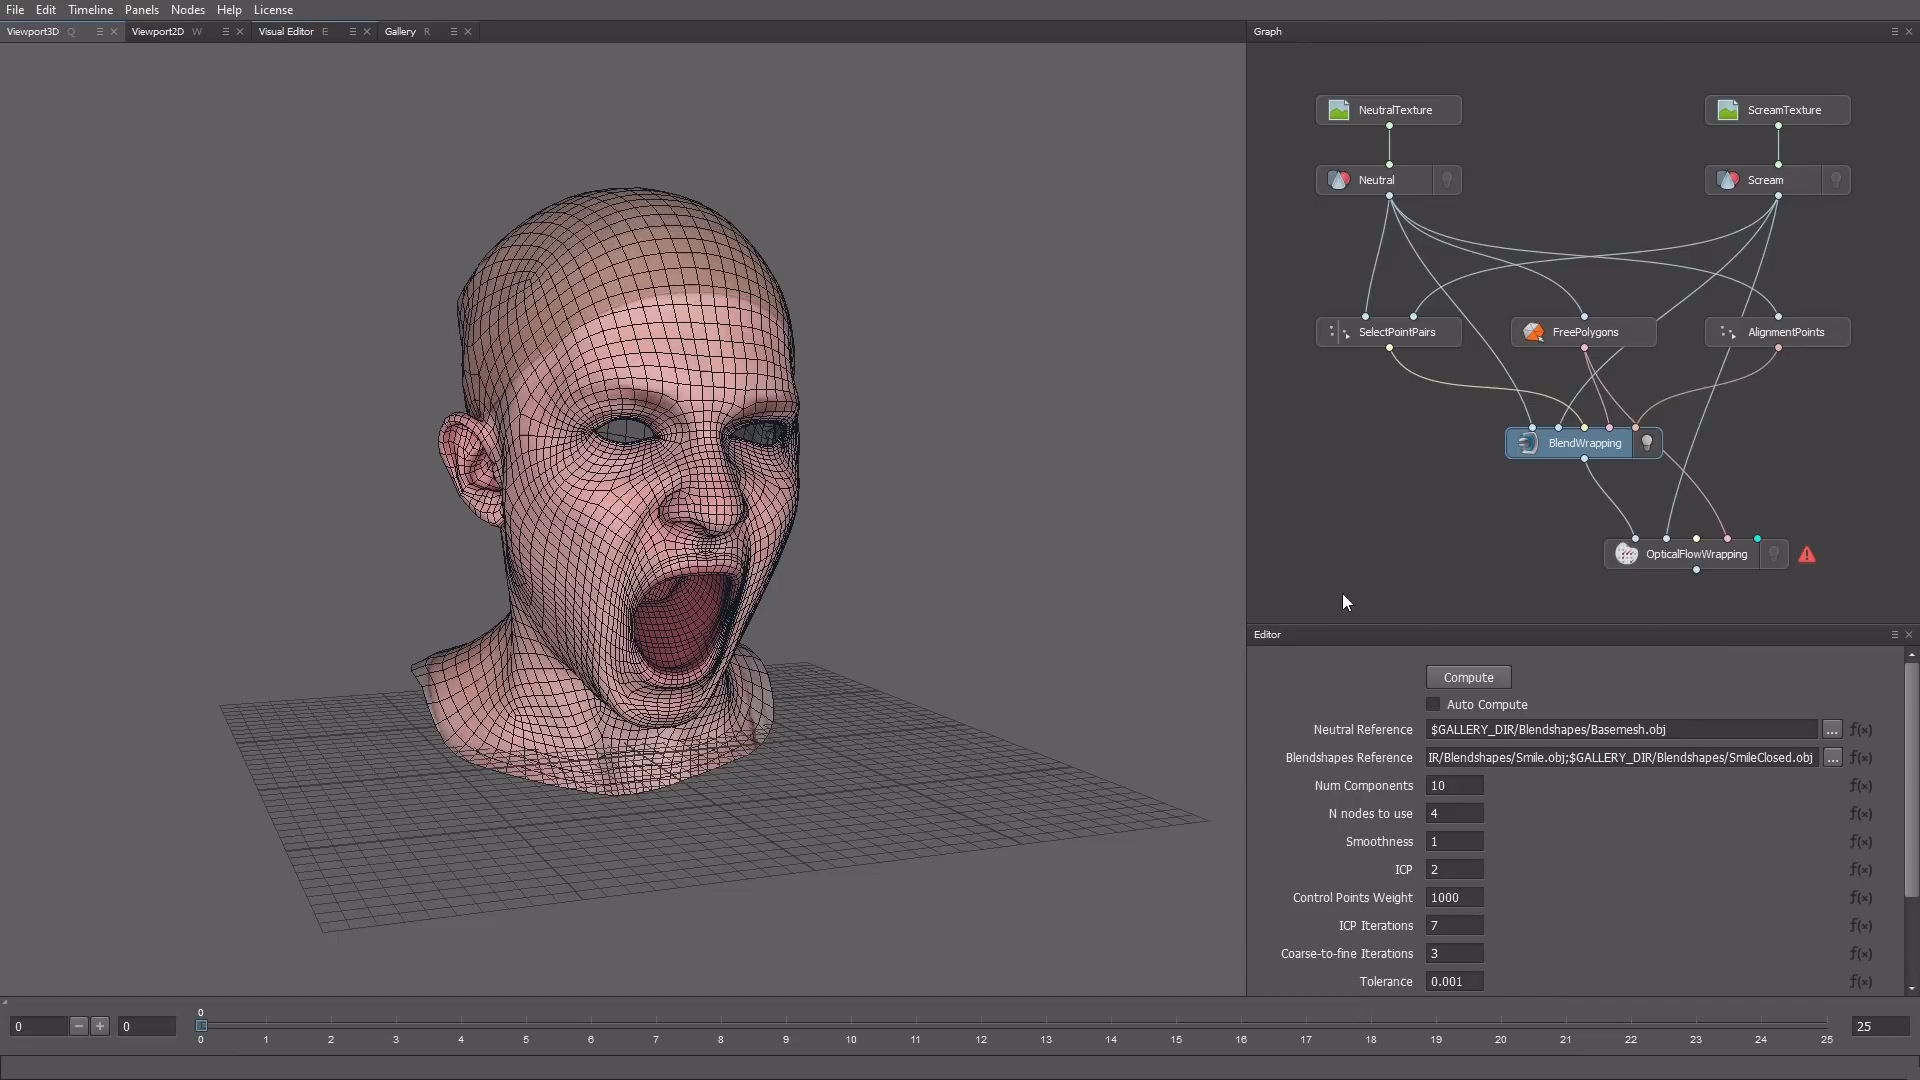 File Edit Timeline Panels Nodes Help License
Viewport3D Q Viewport2D W Visual Editor E Gallery R
Graph
NeutralTexture ScreamTexture
Neutral Scream
SelectPointPairs FreePolygons AlignmentPoints
BlendWrapping
OpticalFlowWrapping
Editor
Compute
Auto Compute
Neutral Reference $GALLERY_DIR/Blendshapes/Basemesh.obj ... f(x)
Blendshapes Reference IR/Blendshapes/Smile.obj;$GALLERY_DIR/Blendshapes/SmileClosed.obj ... f(x)
Num Components 10 f(x)
N nodes to use 4 f(x)
Smoothness 1 f(x)
ICP 2 f(x)
Control Points Weight 1000 f(x)
ICP Iterations 7 f(x)
Coarse-to-fine Iterations 3 f(x)
Tolerance 0.001 f(x)
0
0 − + 0 25
0 1 2 3 4 5 6 7 8 9 10 11 12 13 14 15 16 17 18 19 20 21 22 23 24 25